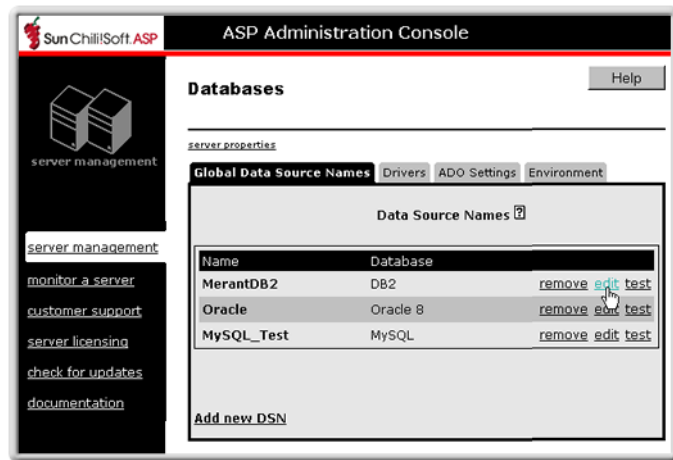 Sun Chili!Soft ASP
ASP Administration Console
Databases
Help
server management
server properties
Global Data Source Names Drivers ADO Settings Environment
Data Source Names ?
server management
monitor a server
customer support
server licensing
check for updates
documentation
Name Database
MerantDB2 DB2 remove edit test
Oracle Oracle 8 remove edit test
MySQL_Test MySQL remove edit test
Add new DSN